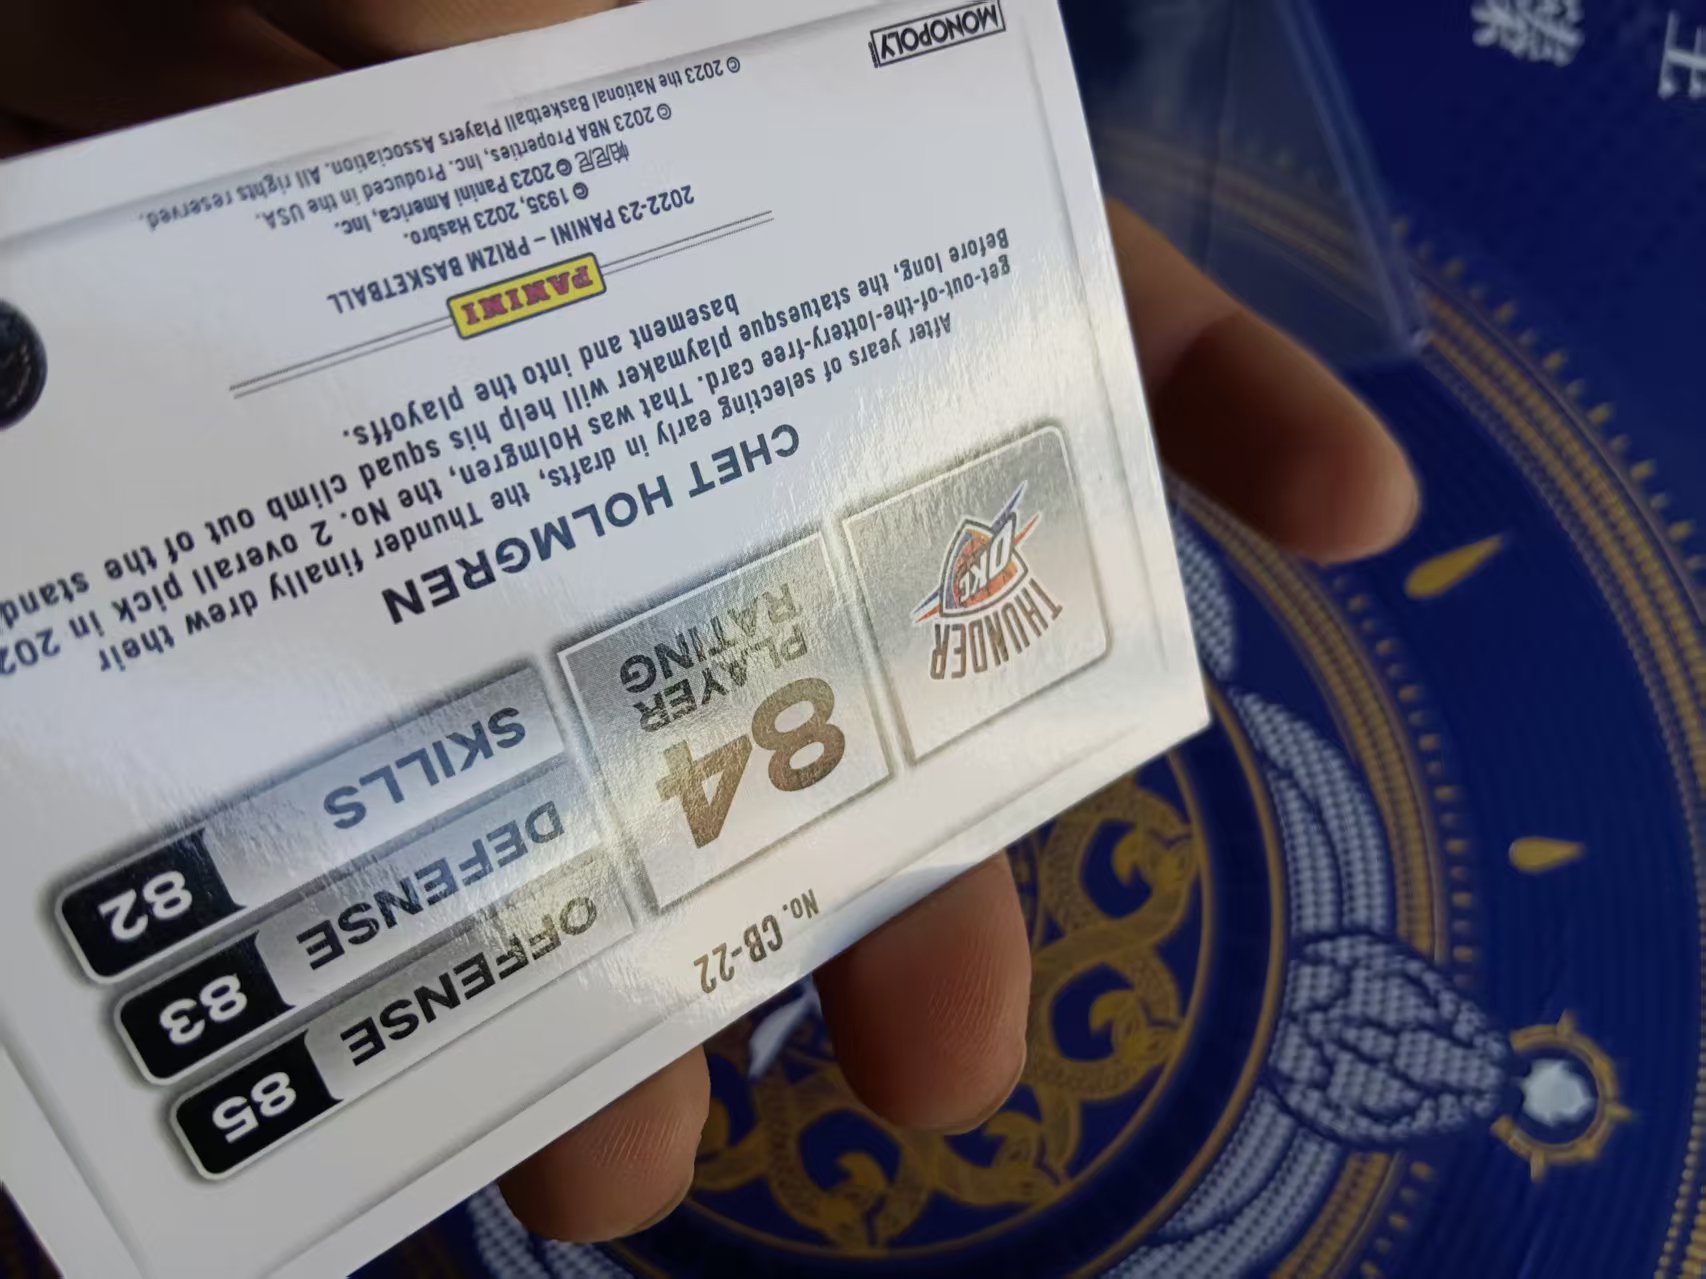 No. CB-22
THUNDER
OKC
84
PLAYER
RATING
OFFENSE 85
DEFENSE 83
SKILLS 82
CHET HOLMGREN
After years of selecting early in drafts, the Thunder finally drew their
get-out-of-the-lottery-free card. That was Holmgren, the No. 2 overall pick in 202
Before long, the statuesque playmaker will help his squad climb out of the stand
basement and into the playoffs.
PANINI
2022-23 PANINI – PRIZM BASKETBALL
© 1935, 2023 Hasbro.
帕尼尼 © 2023 Panini America, Inc.
© 2023 NBA Properties, Inc. Produced in the USA.
© 2023 the National Basketball Players Association. All rights reserved.
MONOPOLY